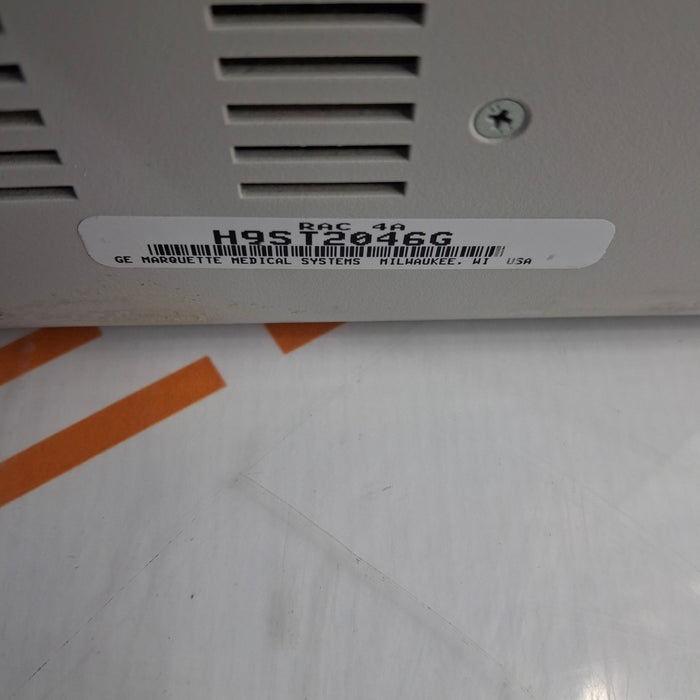 RAC 4A
H9ST2046G
GE MARQUETTE MEDICAL SYSTEMS MILWAUKEE, WI USA